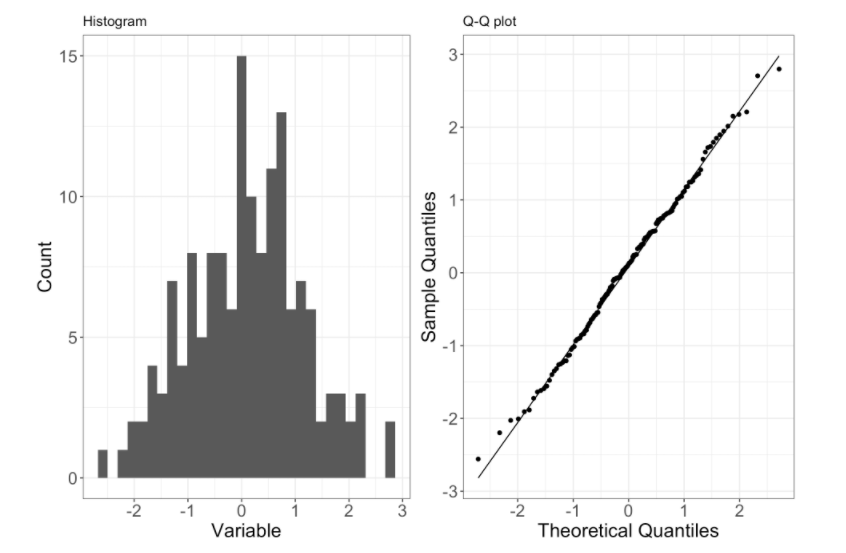 Histogram
15
10
5
0
-2 -1 0 1 2 3
Count
Variable
Q-Q plot
3
2
1
0
-1
-2
-3
-2 -1 0 1 2
Sample Quantiles
Theoretical Quantiles